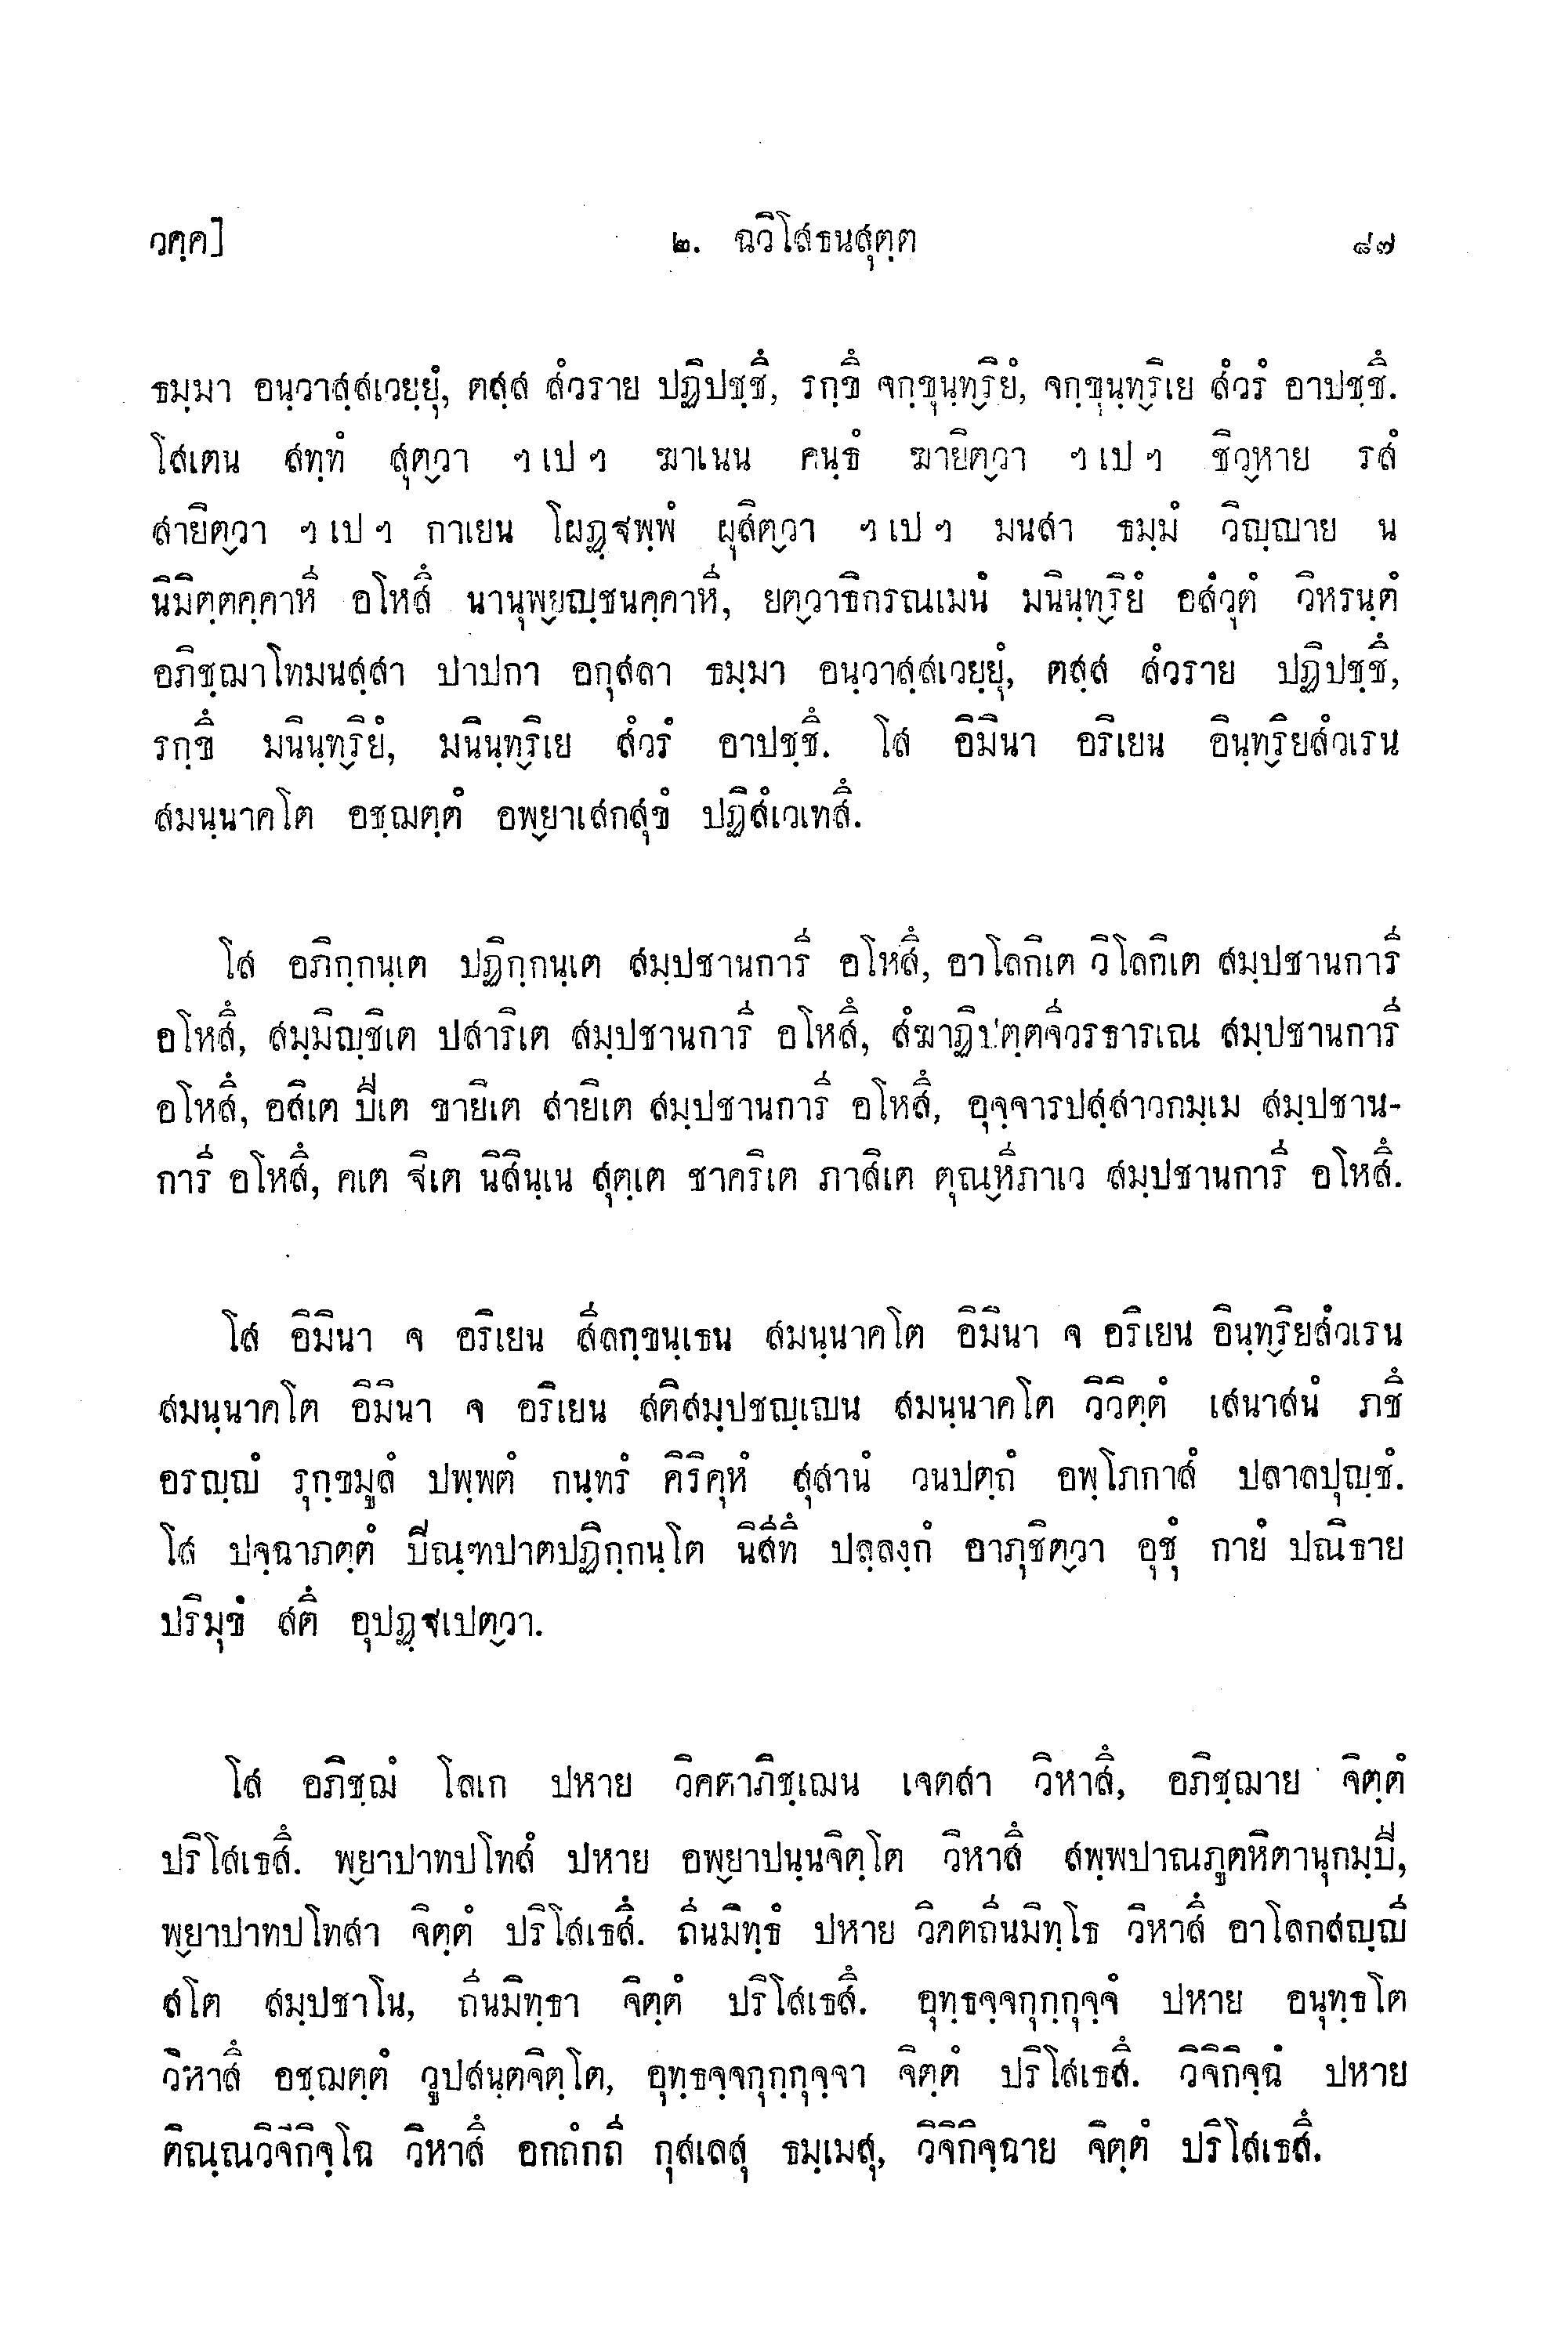 วคฺค]
๒. ฉวิโสธนสุตฺต
๘๗
ธมฺมา อนฺวาสฺสเวยฺยุํ, ตสฺส สํวราย ปฏิปชฺชึ, รกฺขึ จกฺขุนฺทฺริยํ, จกฺขุนฺทฺริเย สํวรํ อาปชฺชึ.
โสเตน สทฺทํ สุตฺวา ฯ เป ฯ ฆาเนน คนฺธํ ฆายิตฺวา ฯ เป ฯ ชิวฺหาย รสํ
สายิตฺวา ฯ เป ฯ กาเยน โผฏฺฐพฺพํ ผุสิตฺวา ฯ เป ฯ มนสา ธมฺมํ วิญฺญาย น
นิมิตฺตคฺคาหี อโหสึ นานุพฺยญฺชนคฺคาหี, ยตฺวาธิกรณเมนํ มนินฺทฺริยํ อสํวุตํ วิหรนฺตํ
อภิชฺฌาโทมนสฺสา ปาปกา อกุสลา ธมฺมา อนฺวาสฺสเวยฺยุํ, ตสฺส สํวราย ปฏิปชฺชึ,
รกฺขึ มนินฺทฺริยํ, มนินฺทฺริเย สํวรํ อาปชฺชึ. โส อิมินา อริเยน อินฺทฺริยสํวเรน
สมนฺนาคโต อชฺฌตฺตํ อพฺยาเสกสุขํ ปฏิสํเวเทสึ.
โส อภิกฺกนฺเต ปฏิกฺกนฺเต สมฺปชานการี อโหสึ, อาโลกิเต วิโลกิเต สมฺปชานการี
อโหสึ, สมฺมิญฺชิเต ปสาริเต สมฺปชานการี อโหสึ, สํฆาฏิปตฺตจีวรธารเณ สมฺปชานการี
อโหสึ, อสิเต ปีเต ขายิเต สายิเต สมฺปชานการี อโหสึ, อุจฺจารปสฺสาวกมฺเม สมฺปชาน-
การี อโหสึ, คเต ฐิเต นิสินฺเน สุตฺเต ชาคริเต ภาสิเต ตุณฺหีภาเว สมฺปชานการี อโหสึ.
โส อิมินา จ อริเยน สีลกฺขนฺเธน สมนฺนาคโต อิมินา จ อริเยน อินฺทฺริยสํวเรน
สมนฺนาคโต อิมินา จ อริเยน สติสมฺปชญฺเญน สมนฺนาคโต วิวิตฺตํ เสนาสนํ ภชึ
อรญฺญํ รุกฺขมูลํ ปพฺพตํ กนฺทรํ คิริคุหํ สุสานํ วนปตฺถํ อพฺโภกาสํ ปลาลปุญฺชํ.
โส ปจฺฉาภตฺตํ ปิณฺฑปาตปฏิกฺกนฺโต นิสีทึ ปลฺลงฺกํ อาภุชิตฺวา อุชุํ กายํ ปณิธาย
ปริมุขํ สตึ อุปฏฺฐเปตฺวา.
โส อภิชฺฌํ โลเก ปหาย วิคตาภิชฺเฌน เจตสา วิหาสึ, อภิชฺฌาย จิตฺตํ
ปริโสเธสึ. พฺยาปาทปโทสํ ปหาย อพฺยาปนฺนจิตฺโต วิหาสึ สพฺพปาณภูตหิตานุกมฺปี,
พฺยาปาทปโทสา จิตฺตํ ปริโสเธสึ. ถีนมิทฺธํ ปหาย วิคตถีนมิทฺโธ วิหาสึ อาโลกสญฺญี
สโต สมฺปชาโน, ถีนมิทฺธา จิตฺตํ ปริโสเธสึ. อุทฺธจฺจกุกฺกุจฺจํ ปหาย อนุทฺธโต
วิหาสึ อชฺฌตฺตํ วูปสนฺตจิตฺโต, อุทฺธจฺจกุกฺกุจฺจา จิตฺตํ ปริโสเธสึ. วิจิกิจฺฉํ ปหาย
ติณฺณวิจิกิจฺโฉ วิหาสึ อกถํกถี กุสเลสุ ธมฺเมสุ, วิจิกิจฺฉาย จิตฺตํ ปริโสเธสึ.